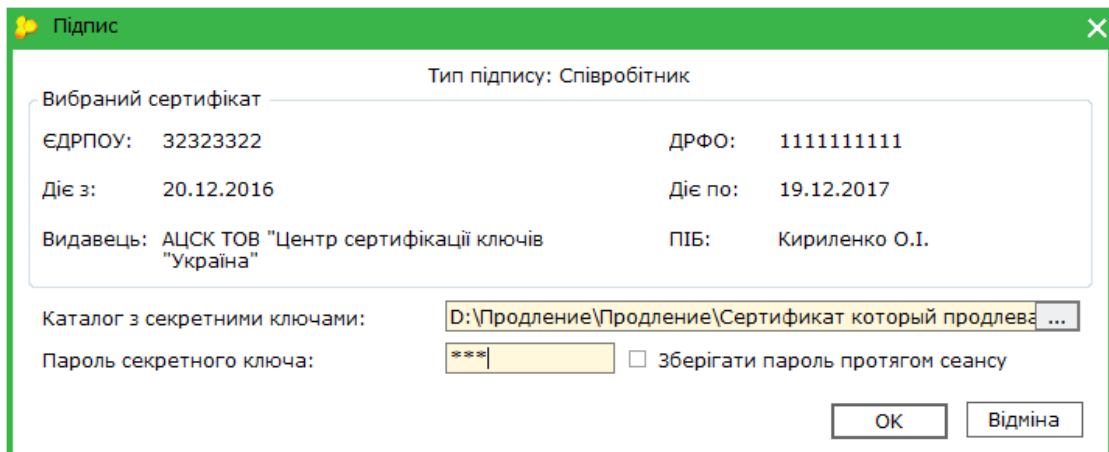 Підпис
Тип підпису: Співробітник
Вибраний сертифікат
ЄДРПОУ: 32323322 ДРФО: 1111111111
Діє з: 20.12.2016 Діє по: 19.12.2017
Видавець: АЦСК ТОВ "Центр сертифікації ключів ПІБ: Кириленко О.І.
"Україна"
Каталог з секретними ключами: D:\Продление\Продление\Сертификат который продлева ...
Пароль секретного ключа: *** Зберігати пароль протягом сеансу
OK Відміна